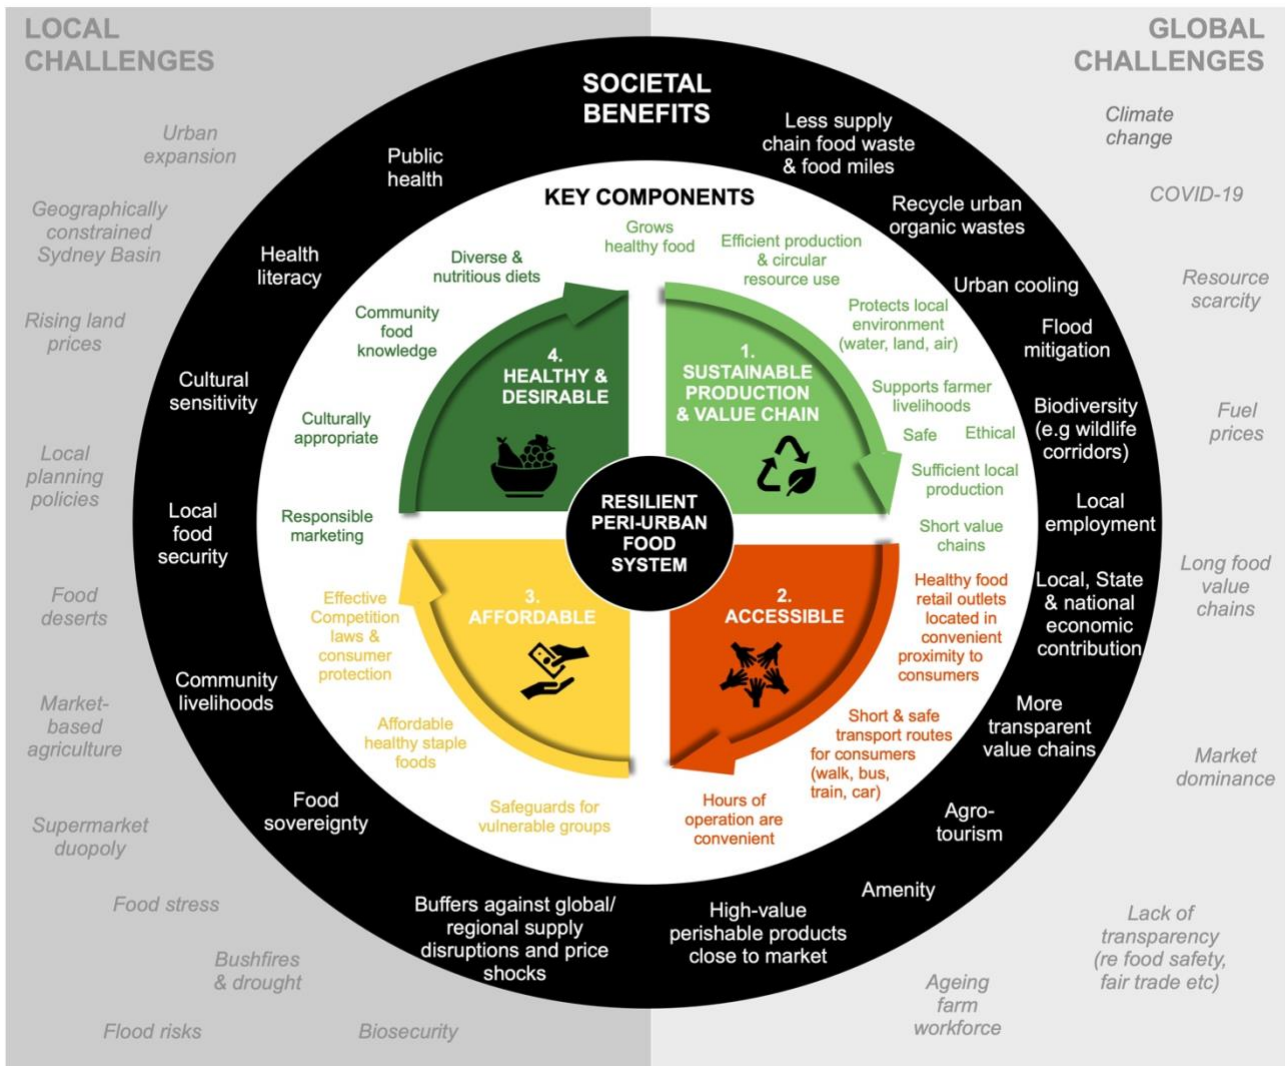 LOCAL
CHALLENGES
GLOBAL
CHALLENGES
Urban
expansion
Geographically
constrained
Sydney Basin
Rising land
prices
Local
planning
policies
Food
deserts
Market-
based
agriculture
Supermarket
duopoly
Food stress
Bushfires
& drought
Flood risks
Biosecurity
Climate
change
COVID-19
Resource
scarcity
Fuel
prices
Long food
value
chains
Market
dominance
Lack of
transparency
(re food safety,
fair trade etc)
Ageing
farm
workforce
SOCIETAL
BENEFITS
Less supply
chain food waste
& food miles
Recycle urban
organic wastes
Urban cooling
Flood
mitigation
Biodiversity
(e.g wildlife
corridors)
Local
employment
Local, State
& national
economic
contribution
More
transparent
value chains
Agro-
tourism
Amenity
High-value
perishable products
close to market
Buffers against global/
regional supply
disruptions and price
shocks
Food
sovereignty
Community
livelihoods
Local
food
security
Cultural
sensitivity
Health
literacy
Public
health
KEY COMPONENTS
Grows
healthy food
Efficient production
& circular
resource use
Protects local
environment
(water, land, air)
Supports farmer
livelihoods
Safe
Ethical
Sufficient local
production
Short value
chains
Healthy food
retail outlets
located in
convenient
proximity to
consumers
Short & safe
transport routes
for consumers
(walk, bus,
train, car)
Hours of
operation are
convenient
Safeguards for
vulnerable groups
Affordable
healthy staple
foods
Effective
Competition
laws &
consumer
protection
Responsible
marketing
Culturally
appropriate
Community
food
knowledge
Diverse &
nutritious diets
1.
SUSTAINABLE
PRODUCTION
& VALUE CHAIN
2.
ACCESSIBLE
3.
AFFORDABLE
4.
HEALTHY &
DESIRABLE
RESILIENT
PERI-URBAN
FOOD
SYSTEM